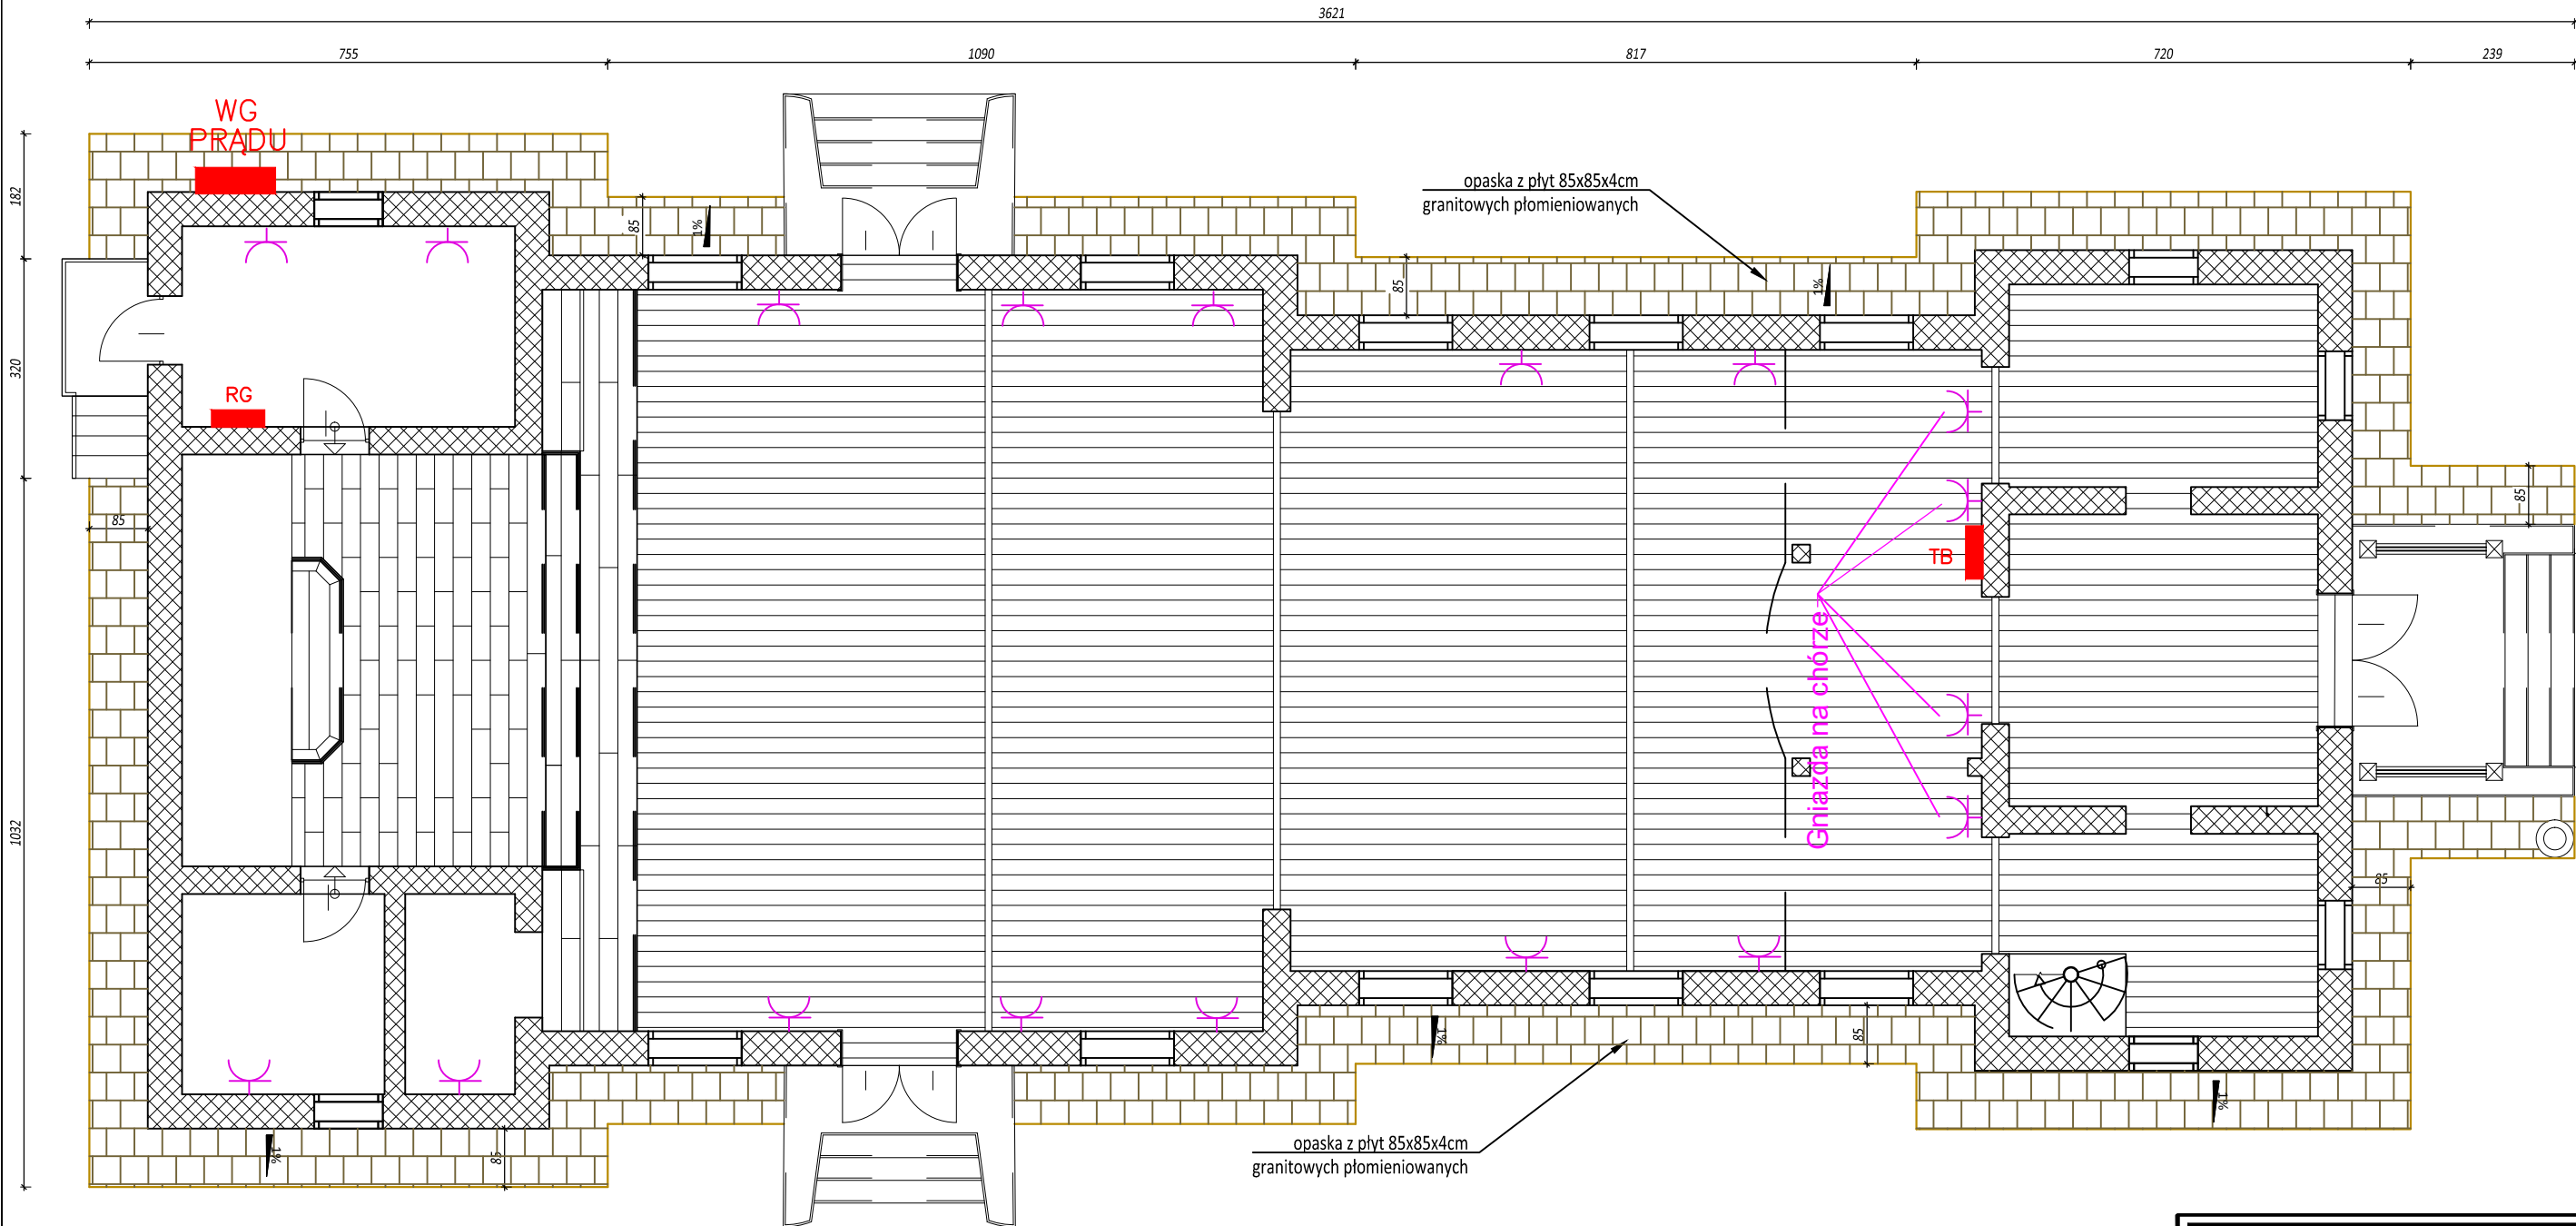 3621
755
1090
817
720
239
WG
PRĄDU
182
320
1032
85
1%
opaska z płyt 85x85x4cm
granitowych płomieniowanych
85
1%
RG
85
85
TB
Gniazda na chórze
85
1%
85
1%
1%
85
opaska z płyt 85x85x4cm
granitowych płomieniowanych